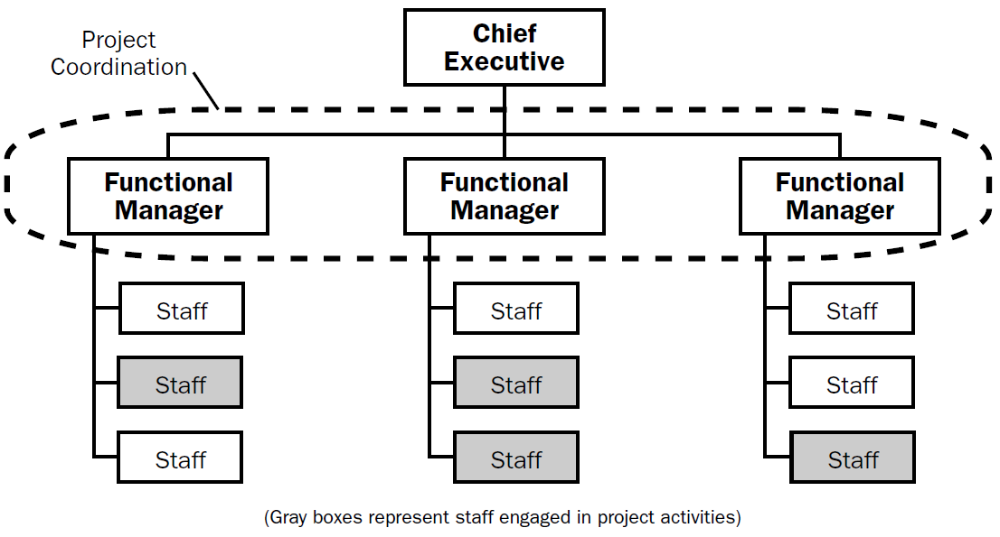 Project
Coordination
Chief
Executive
Functional
Manager
Functional
Manager
Functional
Manager
Staff
Staff
Staff
Staff
Staff
Staff
Staff
Staff
Staff
(Gray boxes represent staff engaged in project activities)